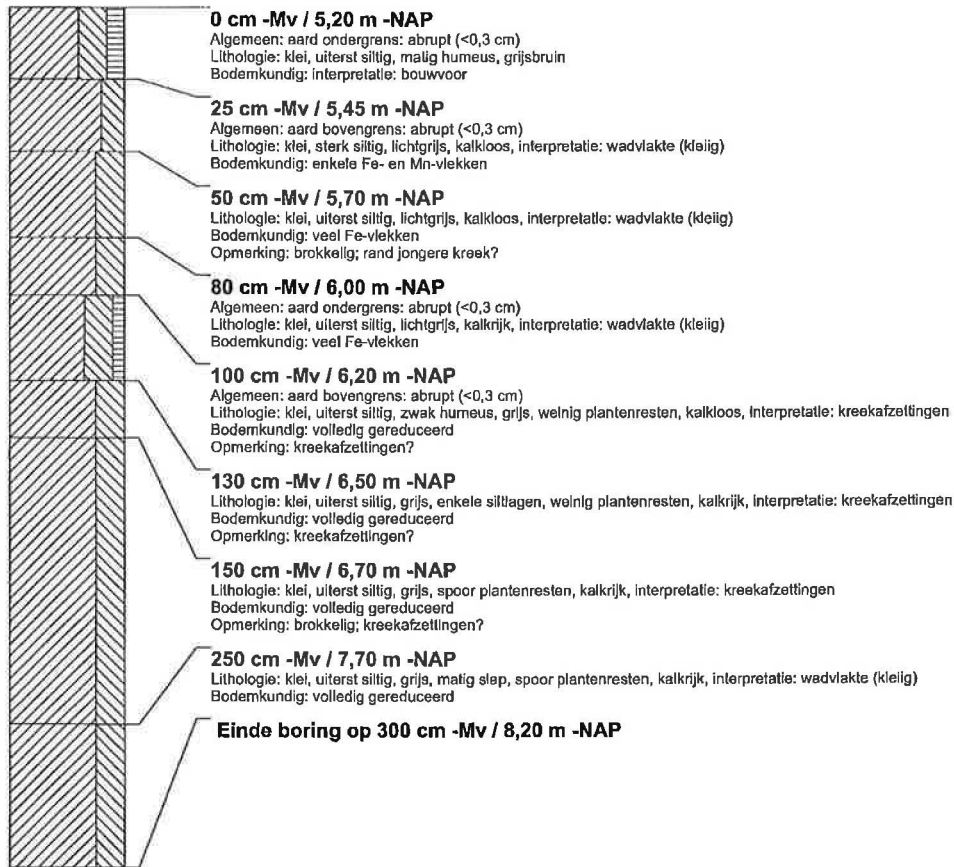 0 cm -Mv / 5,20 m -NAP
Algemeen: aard ondergrens: abrupt (<0,3 cm)
Lithologie: klei, uiterst siltig, matig humeus, grijsbruin
Bodemkundig: interpretatie: bouwvoor
25 cm -Mv / 5,45 m -NAP
Algemeen: aard bovengrens: abrupt (<0,3 cm)
Lithologie: klei, sterk siltig, lichtgrijs, kalkloos, interpretatie: wadvlakte (kleiig)
Bodemkundig: enkele Fe- en Mn-vlekken
50 cm -Mv / 5,70 m -NAP
Lithologie: klei, uiterst siltig, lichtgrijs, kalkloos, interpretatie: wadvlakte (kleiig)
Bodemkundig: veel Fe-vlekken
Opmerking: brokkelig; rand jongere kreek?
80 cm -Mv / 6,00 m -NAP
Algemeen: aard ondergrens: abrupt (<0,3 cm)
Lithologie: klei, uiterst siltig, lichtgrijs, kalkrijk, interpretatie: wadvlakte (kleiig)
Bodemkundig: veel Fe-vlekken
100 cm -Mv / 6,20 m -NAP
Algemeen: aard bovengrens: abrupt (<0,3 cm)
Lithologie: klei, uiterst siltig, zwak humeus, grijs, weinig plantenresten, kalkloos, interpretatie: kreekafzettingen
Bodemkundig: volledig gereduceerd
Opmerking: kreekafzettingen?
130 cm -Mv / 6,50 m -NAP
Lithologie: klei, uiterst siltig, grijs, enkele siltlagen, weinig plantenresten, kalkrijk, interpretatie: kreekafzettingen
Bodemkundig: volledig gereduceerd
Opmerking: kreekafzettingen?
150 cm -Mv / 6,70 m -NAP
Lithologie: klei, uiterst siltig, grijs, spoor plantenresten, kalkrijk, interpretatie: kreekafzettingen
Bodemkundig: volledig gereduceerd
Opmerking: brokkelig; kreekafzettingen?
250 cm -Mv / 7,70 m -NAP
Lithologie: klei, uiterst siltig, grijs, matig slap, spoor plantenresten, kalkrijk, interpretatie: wadvlakte (kleiig)
Bodemkundig: volledig gereduceerd
Einde boring op 300 cm -Mv / 8,20 m -NAP